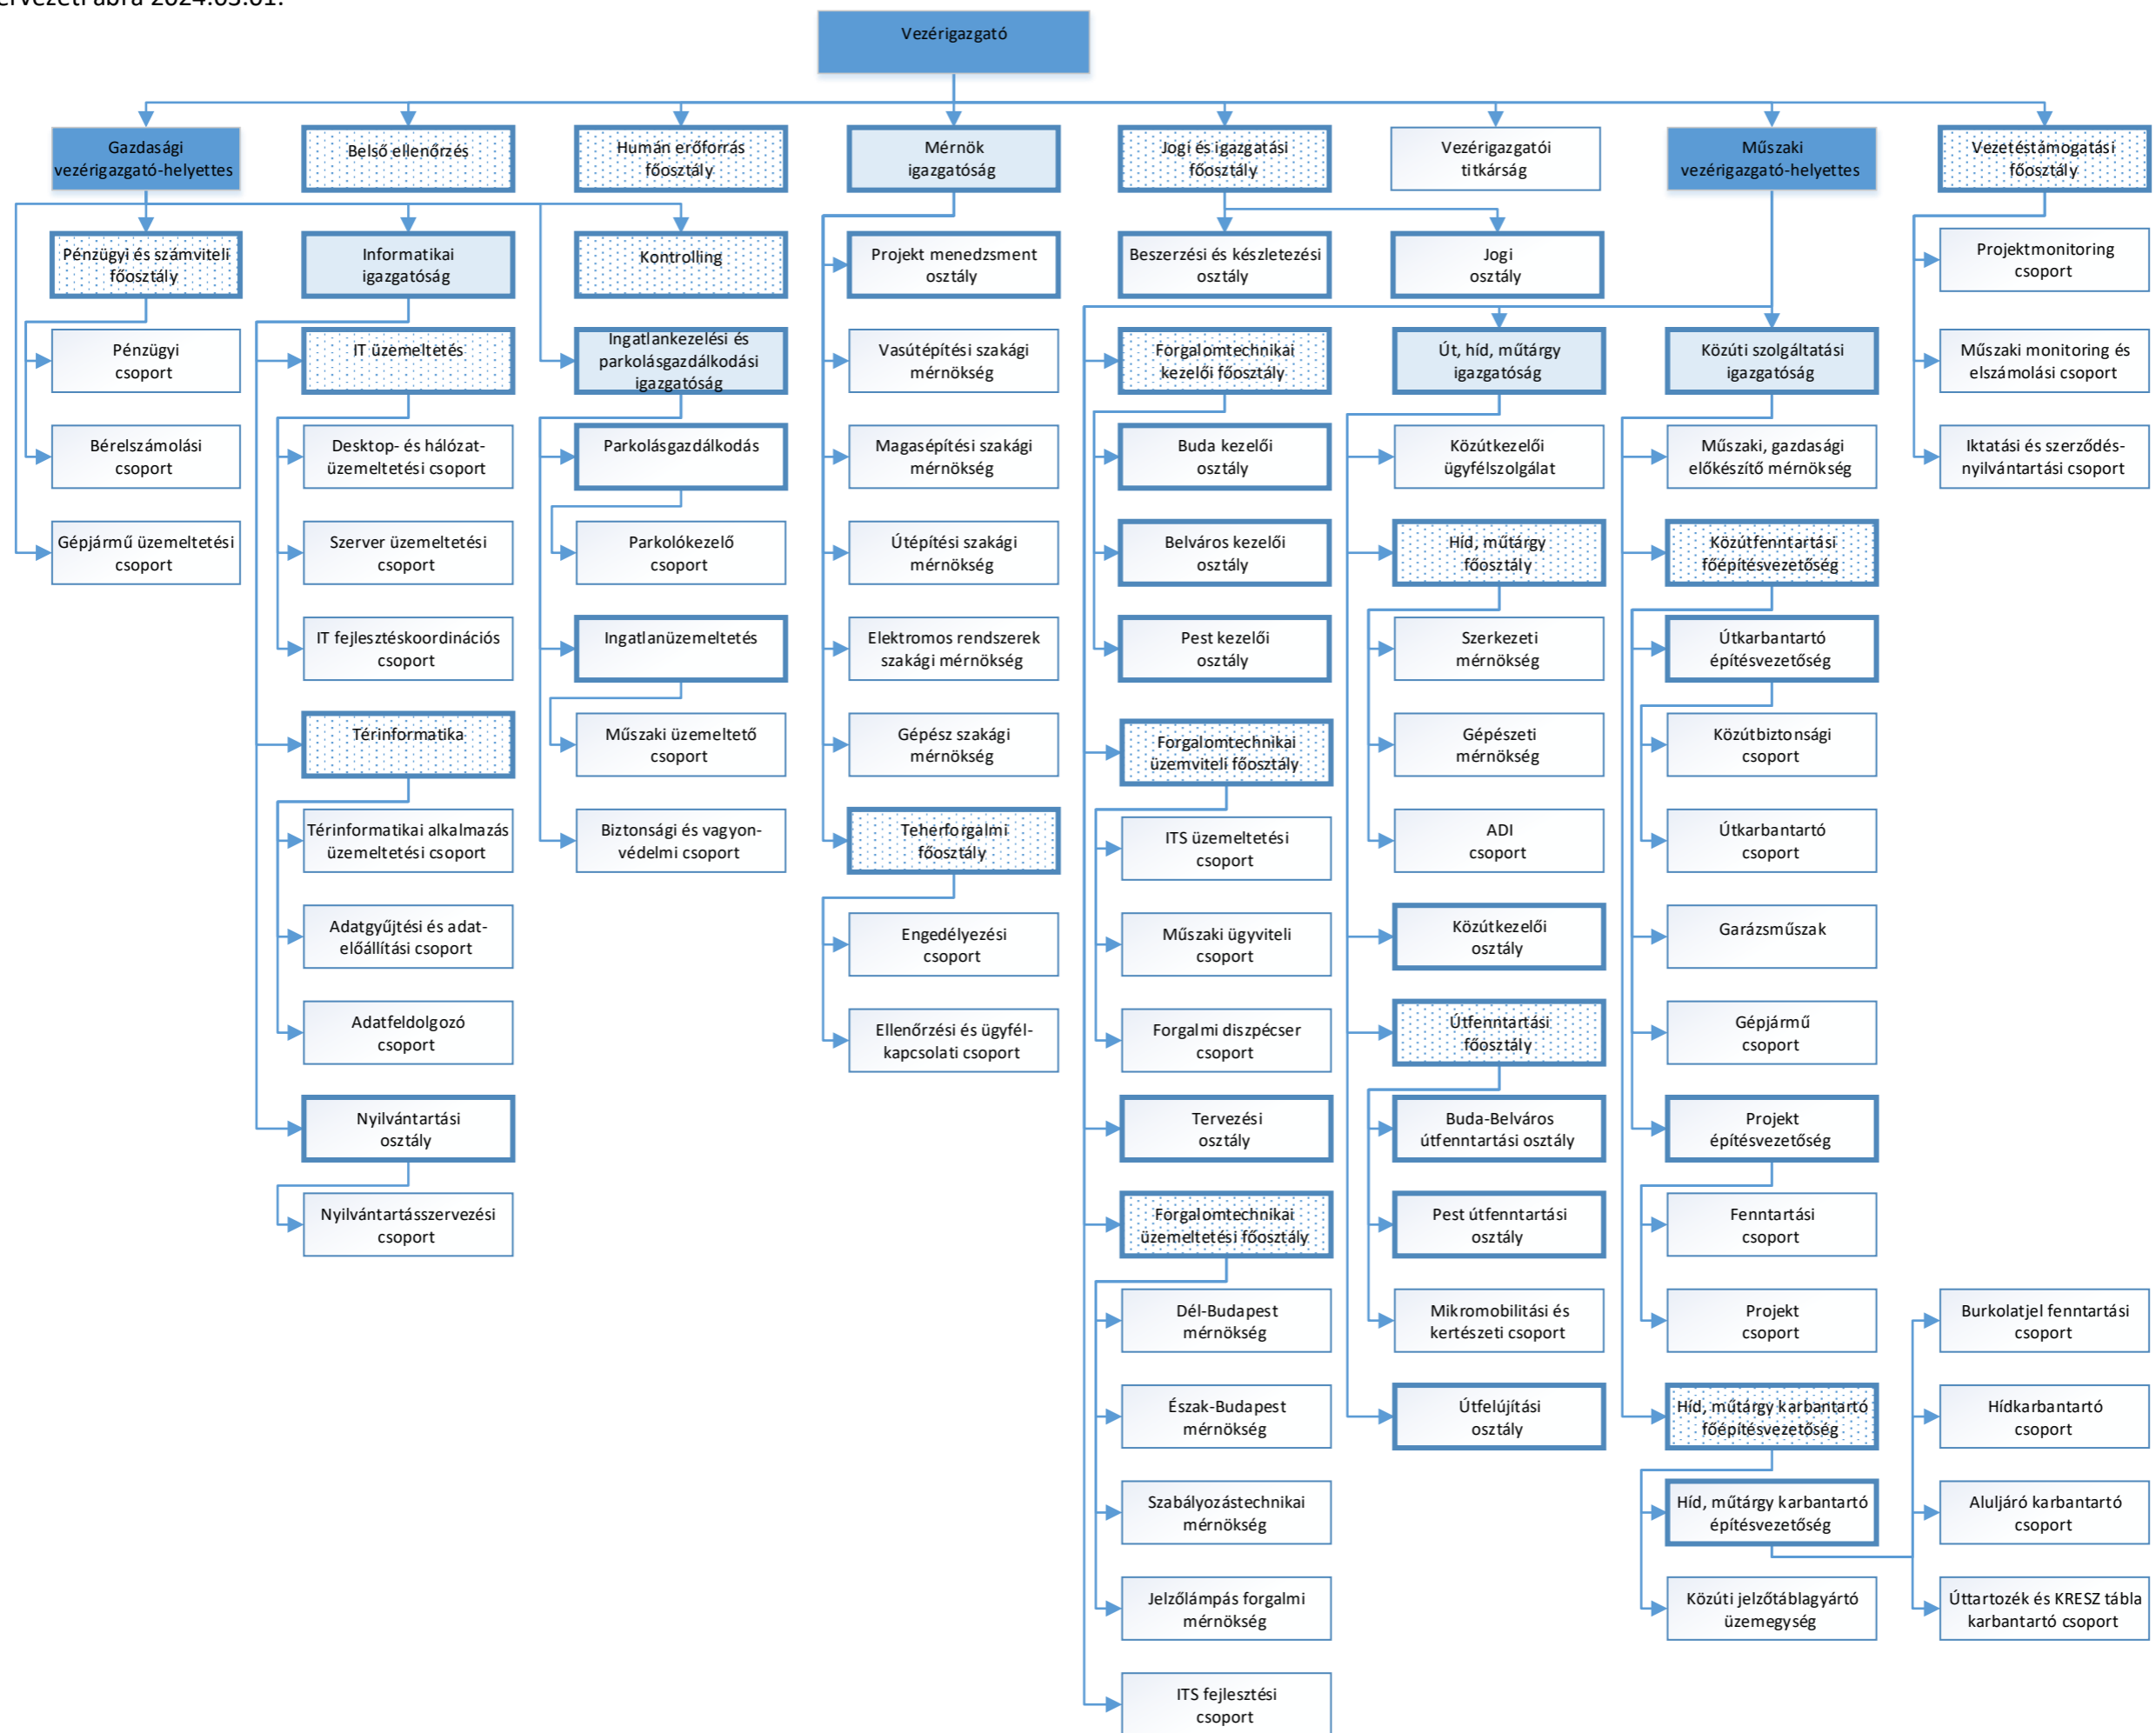 Vezérigazgató
Gazdasági
vezérigazgató-helyettes
Belső ellenőrzés
Humán erőforrás
főosztály
Mérnök
igazgatóság
Jogi és igazgatási
főosztály
Vezérigazgatói
titkárság
Műszaki
vezérigazgató-helyettes
Vezetéstámogatási
főosztály
Pénzügyi és számviteli
főosztály
Pénzügyi
csoport
Bérelszámolási
csoport
Gépjármű üzemeltetési
csoport
Informatikai
igazgatóság
IT üzemeltetés
Desktop- és hálózat-
üzemeltetési csoport
Szerver üzemeltetési
csoport
IT fejlesztéskoordinációs
csoport
Térinformatika
Térinformatikai alkalmazás
üzemeltetési csoport
Adatgyűjtési és adat-
előállítási csoport
Adatfeldolgozó
csoport
Nyilvántartási
osztály
Nyilvántartásszervezési
csoport
Kontrolling
Ingatlankezelési és
parkolásgazdálkodási
igazgatóság
Parkolásgazdálkodás
Parkolókezelő
csoport
Ingatlanüzemeltetés
Műszaki üzemeltető
csoport
Biztonsági és vagyon-
védelmi csoport
Projekt menedzsment
osztály
Vasútépítési szakági
mérnökség
Magasépítési szakági
mérnökség
Útépítési szakági
mérnökség
Elektromos rendszerek
szakági mérnökség
Gépész szakági
mérnökség
Teherforgalmi
főosztály
Engedélyezési
csoport
Ellenőrzési és ügyfél-
kapcsolati csoport
Beszerzési és készletezési
osztály
Jogi
osztály
Forgalomtechnikai
kezelői főosztály
Buda kezelői
osztály
Belváros kezelői
osztály
Pest kezelői
osztály
Forgalomtechnikai
üzemviteli főosztály
ITS üzemeltetési
csoport
Műszaki ügyviteli
csoport
Forgalmi diszpécser
csoport
Tervezési
osztály
Forgalomtechnikai
üzemeltetési főosztály
Dél-Budapest
mérnökség
Észak-Budapest
mérnökség
Szabályozástechnikai
mérnökség
Jelzőlámpás forgalmi
mérnökség
ITS fejlesztési
csoport
Út, híd, műtárgy
igazgatóság
Közútkezelői
ügyfélszolgálat
Híd, műtárgy
főosztály
Szerkezeti
mérnökség
Gépészeti
mérnökség
ADI
csoport
Közútkezelői
osztály
Útfenntartási
főosztály
Buda-Belváros
útfenntartási osztály
Pest útfenntartási
osztály
Mikromobilitási és
kertészeti csoport
Útfelújítási
osztály
Közúti szolgáltatási
igazgatóság
Műszaki, gazdasági
előkészítő mérnökség
Közútfenntartási
főépítésvezetőség
Útkarbantartó
építésvezetőség
Közútbiztonsági
csoport
Útkarbantartó
csoport
Garázsműszak
Gépjármű
csoport
Projekt
építésvezetőség
Fenntartási
csoport
Projekt
csoport
Híd, műtárgy karbantartó
főépítésvezetőség
Híd, műtárgy karbantartó
építésvezetőség
Közúti jelzőtáblagyártó
üzemegység
Projektmonitoring
csoport
Műszaki monitoring és
elszámolási csoport
Iktatási és szerződés-
nyilvántartási csoport
Burkolatjel fenntartási
csoport
Hídkarbantartó
csoport
Aluljáró karbantartó
csoport
Úttartozék és KRESZ tábla
karbantartó csoport